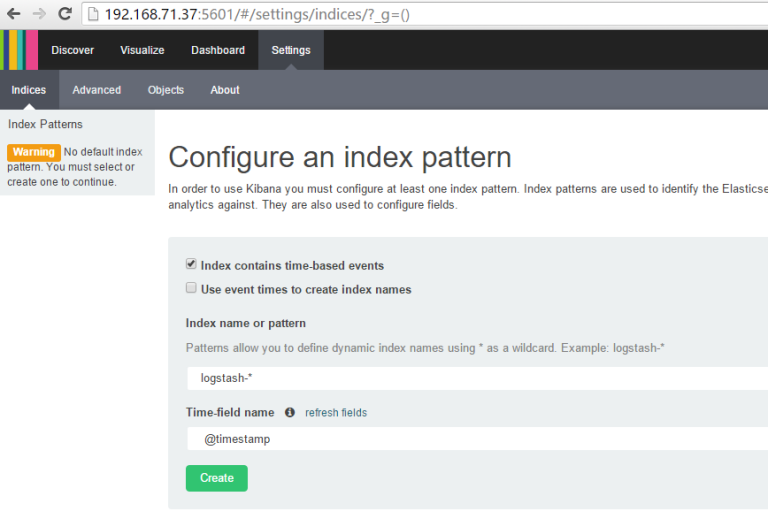 192.168.71.37:5601/#/settings/indices/?_g=()
Discover Visualize Dashboard Settings
Indices Advanced Objects About
Index Patterns
Warning No default index
pattern. You must select or
create one to continue.
Configure an index pattern
In order to use Kibana you must configure at least one index pattern. Index patterns are used to identify the Elasticse
analytics against. They are also used to configure fields.
Index contains time-based events
Use event times to create index names
Index name or pattern
Patterns allow you to define dynamic index names using * as a wildcard. Example: logstash-*
logstash-*
Time-field name refresh fields
@timestamp
Create